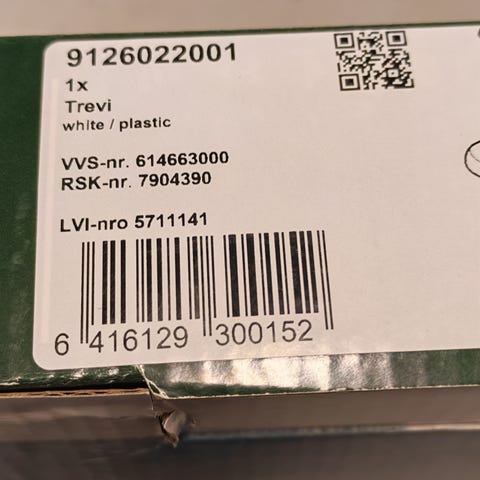 9126022001
1x
Trevi
white / plastic
VVS-nr. 614663000
RSK-nr. 7904390
LVI-nro 5711141
6 416129 300152